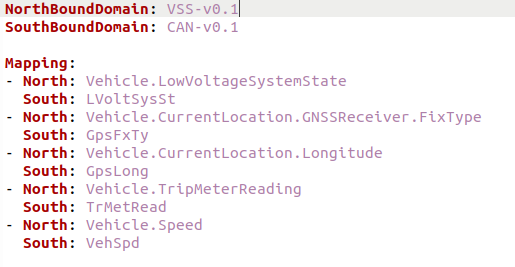 NorthBoundDomain: VSS-v0.1
SouthBoundDomain: CAN-v0.1
Mapping:
- North: Vehicle.LowVoltageSystemState
  South: LVoltSysSt
- North: Vehicle.CurrentLocation.GNSSReceiver.FixType
  South: GpsFxTy
- North: Vehicle.CurrentLocation.Longitude
  South: GpsLong
- North: Vehicle.TripMeterReading
  South: TrMetRead
- North: Vehicle.Speed
  South: VehSpd